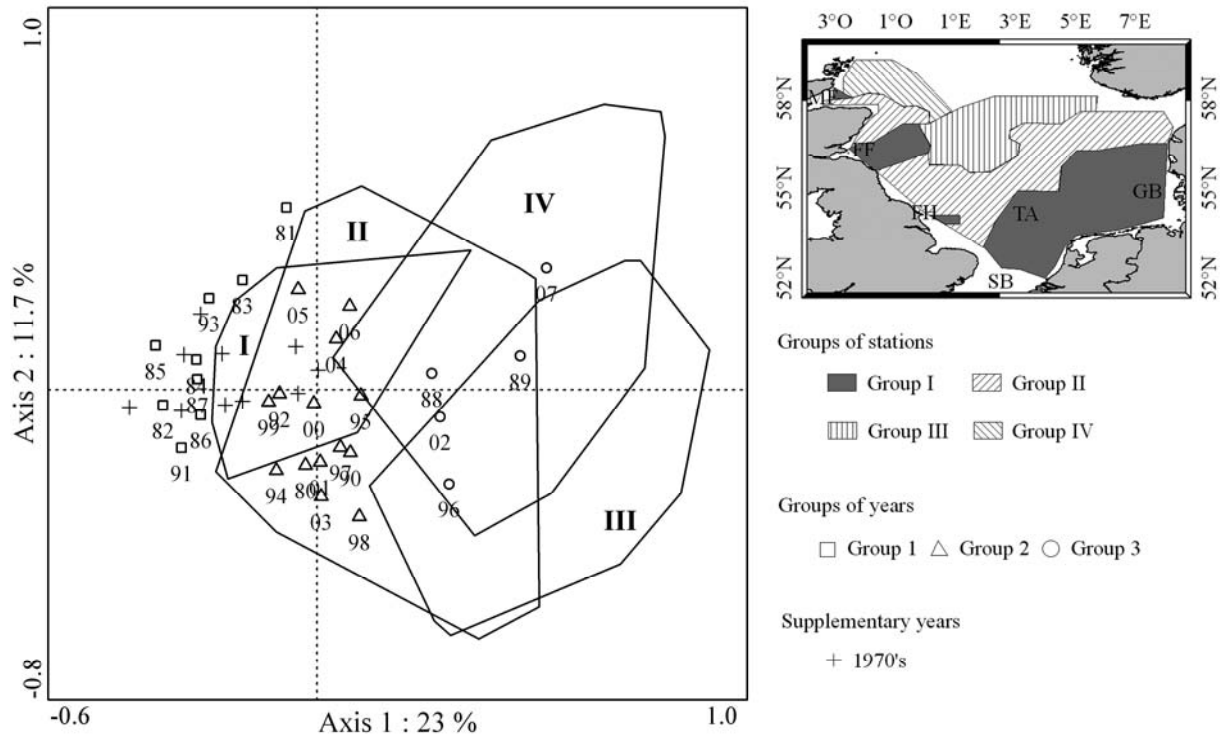 1.0
Axis 2 : 11.7 %
-0.8
-0.6
Axis 1 : 23 %
1.0
I
II
III
IV
81
83
93
85
84
87
82
86
91
05
06
04
92
99
00
95
97
90
94
80
01
03
98
07
89
88
02
96
3°O 1°O 1°E 3°E 5°E 7°E
58°N
55°N
52°N
58°N
55°N
52°N
FF
FH
TA
GB
SB
Groups of stations
Group I Group II
Group III Group IV
Groups of years
Group 1 Group 2 Group 3
Supplementary years
1970's